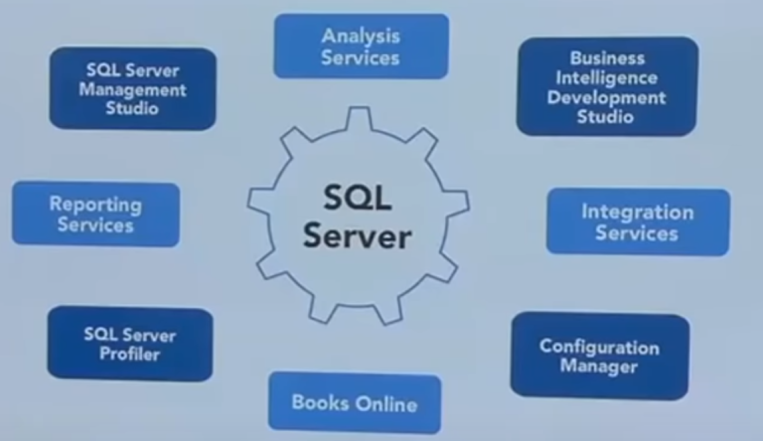 Analysis
Services
SQL Server
Management
Studio
Business
Intelligence
Development
Studio
Reporting
Services
SQL
Server
Integration
Services
SQL Server
Profiler
Configuration
Manager
Books Online